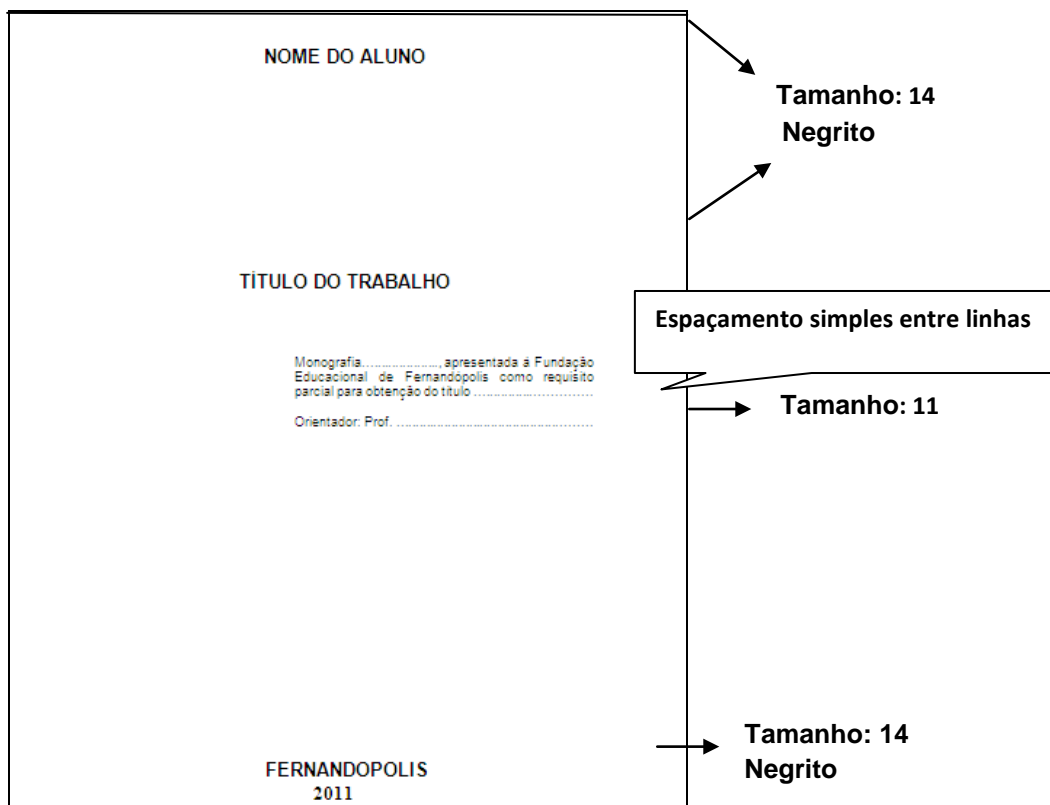 NOME DO ALUNO
Tamanho: 14
Negrito
TÍTULO DO TRABALHO
Espaçamento simples entre linhas
Monografia......................, apresentada á Fundação
Educacional de Fernandópolis como requisito
parcial para obtenção do título ................................
Tamanho: 11
Orientador: Prof. ....................................................
Tamanho: 14
Negrito
FERNANDOPOLIS
2011